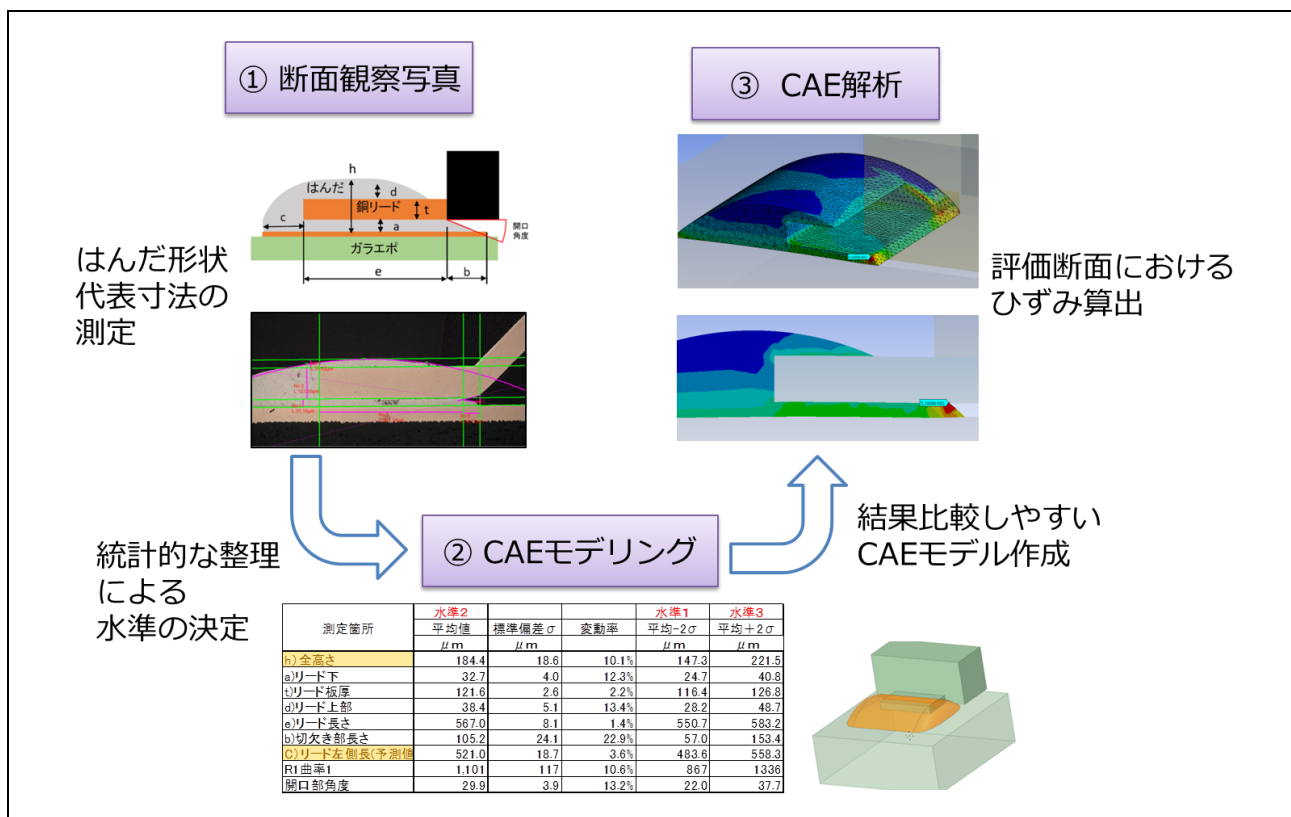 ① 断面観察写真
③ CAE解析
h
はんだ
d
銅リード
t
c
a
開口
角度
ガラエポ
e
b
はんだ形状
代表寸法の
測定
評価断面における
ひずみ算出
統計的な整理
による
水準の決定
② CAEモデリング
結果比較しやすい
CAEモデル作成
水準2 水準1 水準3
測定箇所 平均値 標準偏差σ 変動率 平均-2σ 平均+2σ
μm μm μm μm
h)全高さ 184.4 18.6 10.1% 147.3 221.5
a)リード下 32.7 4.0 12.3% 24.7 40.8
t)リード板厚 121.6 2.6 2.2% 116.4 126.8
d)リード上部 38.4 5.1 13.4% 28.2 48.7
e)リード長さ 567.0 8.1 1.4% 550.7 583.2
b)切欠き部長さ 105.2 24.1 22.9% 57.0 153.4
C)リード左側長(予測値 521.0 18.7 3.6% 483.6 558.3
R1曲率1 1,101 117 10.6% 867 1336
開口部角度 29.9 3.9 13.2% 22.0 37.7